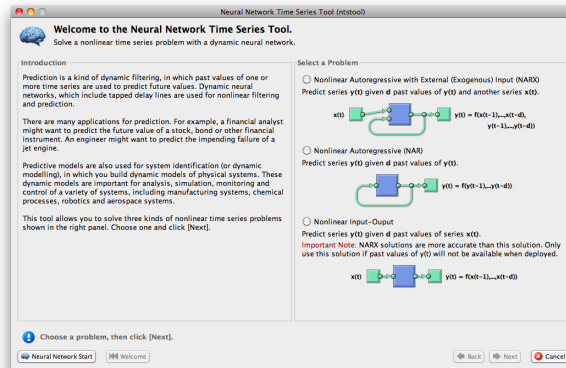 Neural Network Time Series Tool (ntstool)
Welcome to the Neural Network Time Series Tool.
Solve a nonlinear time series problem with a dynamic neural network.
Introduction
Prediction is a kind of dynamic filtering, in which past values of one or
more time series are used to predict future values. Dynamic neural
networks, which include tapped delay lines are used for nonlinear filtering
and prediction.
There are many applications for prediction. For example, a financial analyst
might want to predict the future value of a stock, bond or other financial
instrument. An engineer might want to predict the impending failure of a
jet engine.
Predictive models are also used for system identification (or dynamic
modelling), in which you build dynamic models of physical systems. These
dynamic models are important for analysis, simulation, monitoring and
control of a variety of systems, including manufacturing systems, chemical
processes, robotics and aerospace systems.
This tool allows you to solve three kinds of nonlinear time series problems
shown in the right panel. Choose one and click [Next].
Select a Problem
Nonlinear Autoregressive with External (Exogenous) Input (NARX)
Predict series y(t) given d past values of y(t) and another series x(t).
x(t) y(t) = f(x(t-1),...,x(t-d),
y(t-1),...,y(t-d))
Nonlinear Autoregressive (NAR)
Predict series y(t) given d past values of y(t).
y(t) = f(y(t-1),...,y(t-d))
Nonlinear Input-Ouput
Predict series y(t) given d past values of series x(t).
Important Note: NARX solutions are more accurate than this solution. Only
use this solution if past values of y(t) will not be available when deployed.
x(t) y(t) = f(x(t-1),...,x(t-d))
Choose a problem, then click [Next].
Neural Network Start Welcome Back Next Cancel